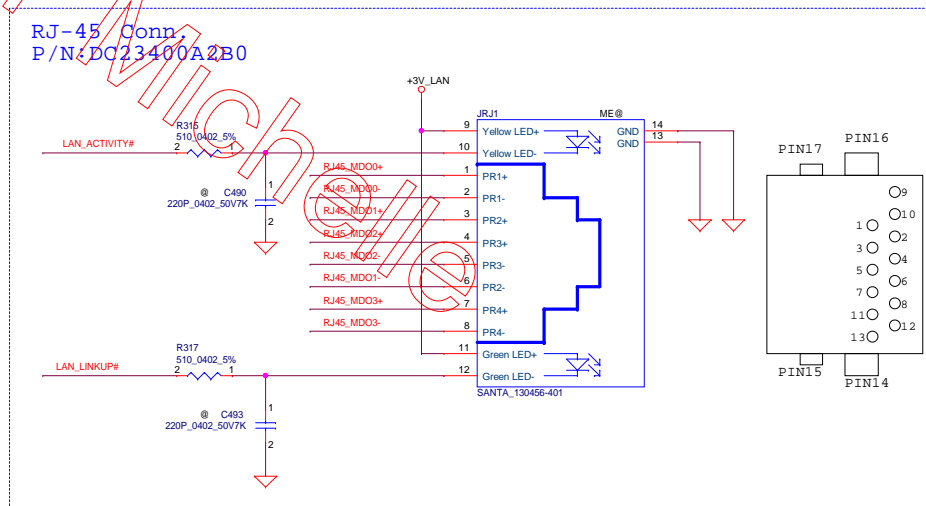 RJ-45 Conn.
P/N:DC23400A2B0
Michelle
+3V_LAN
JRJ1
ME@
R315
510_0402_5%
LAN_ACTIVITY#
2
1
9
Yellow LED+
10
Yellow LED-
GND
14
GND
13
@
C490
220P_0402_50V7K
1
2
RJ45_MDO0+
1
PR1+
RJ45_MDO0-
2
PR1-
RJ45_MDO1+
3
PR2+
RJ45_MDO2+
4
PR3+
RJ45_MDO2-
5
PR3-
RJ45_MDO1-
6
PR2-
RJ45_MDO3+
7
PR4+
RJ45_MDO3-
8
PR4-
11
Green LED+
12
Green LED-
SANTA_130456-401
R317
510_0402_5%
LAN_LINKUP#
2
1
@
C493
220P_0402_50V7K
1
2
PIN17
PIN16
9
10
1
2
3
4
5
6
7
8
11
12
13
PIN15
PIN14